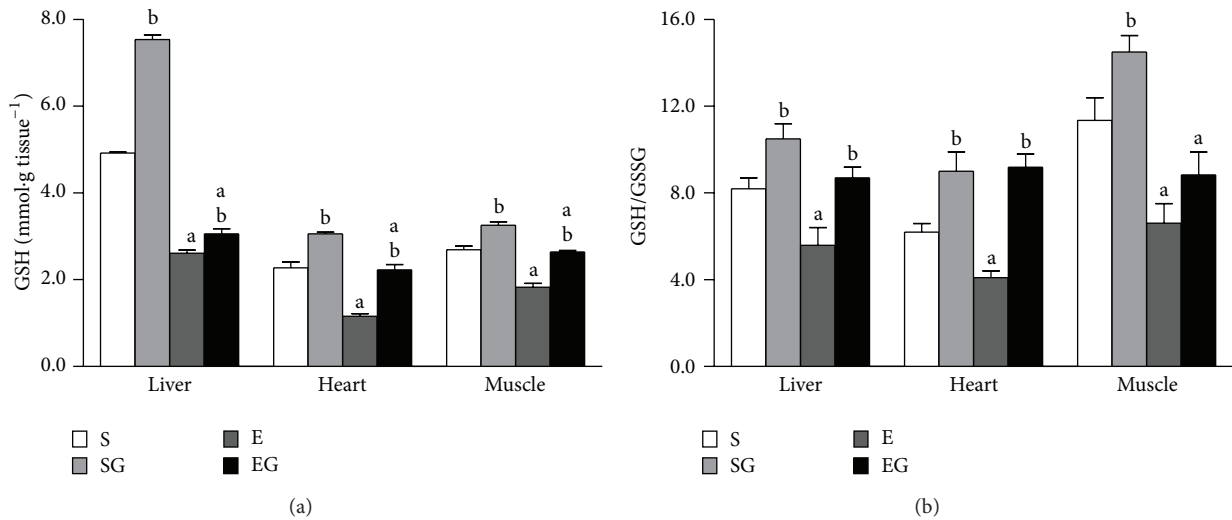 8.0
6.0
4.0
2.0
0.0
GSH (mmol·g tissue⁻¹)
b
a
a
b
b
a
a
b
b
a
a
b
Liver Heart Muscle
S E
SG EG
(a)
16.0
12.0
8.0
4.0
0.0
GSH/GSSG
b
a
b
b
a
b
b
a
a
Liver Heart Muscle
S E
SG EG
(b)